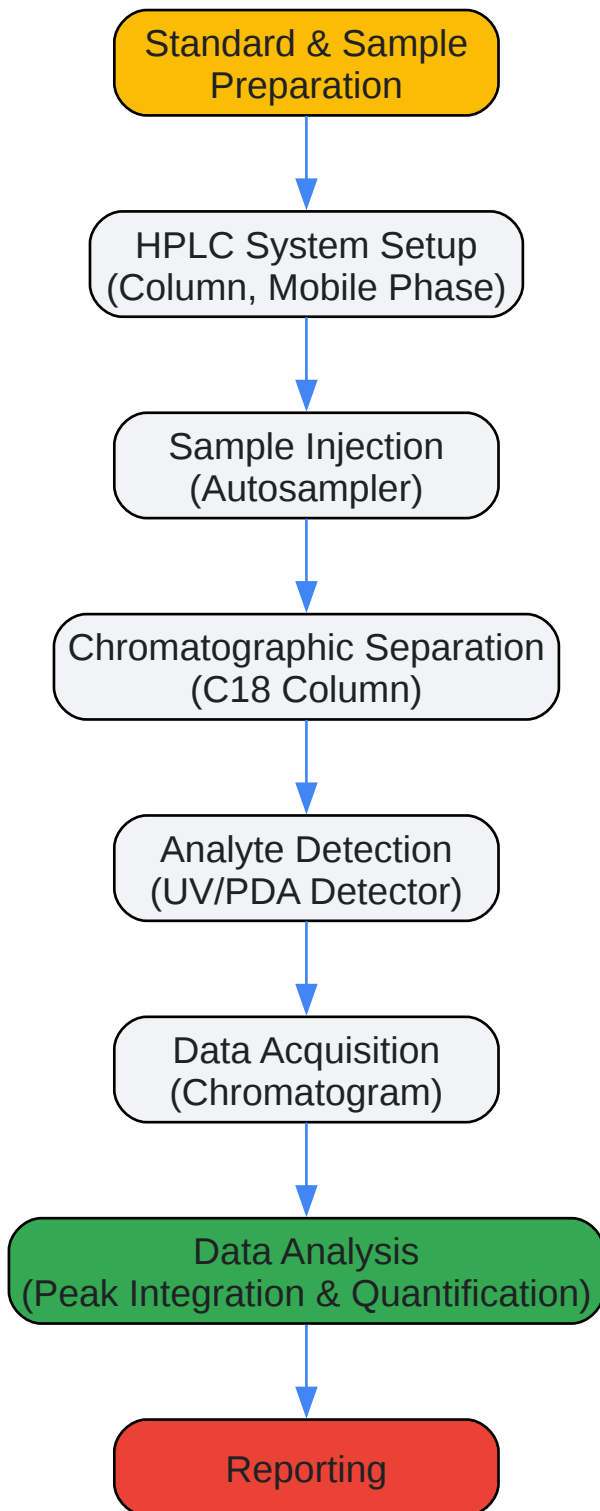 Standard & Sample
Preparation
HPLC System Setup
(Column, Mobile Phase)
Sample Injection
(Autosampler)
Chromatographic Separation
(C18 Column)
Analyte Detection
(UV/PDA Detector)
Data Acquisition
(Chromatogram)
Data Analysis
(Peak Integration & Quantification)
Reporting